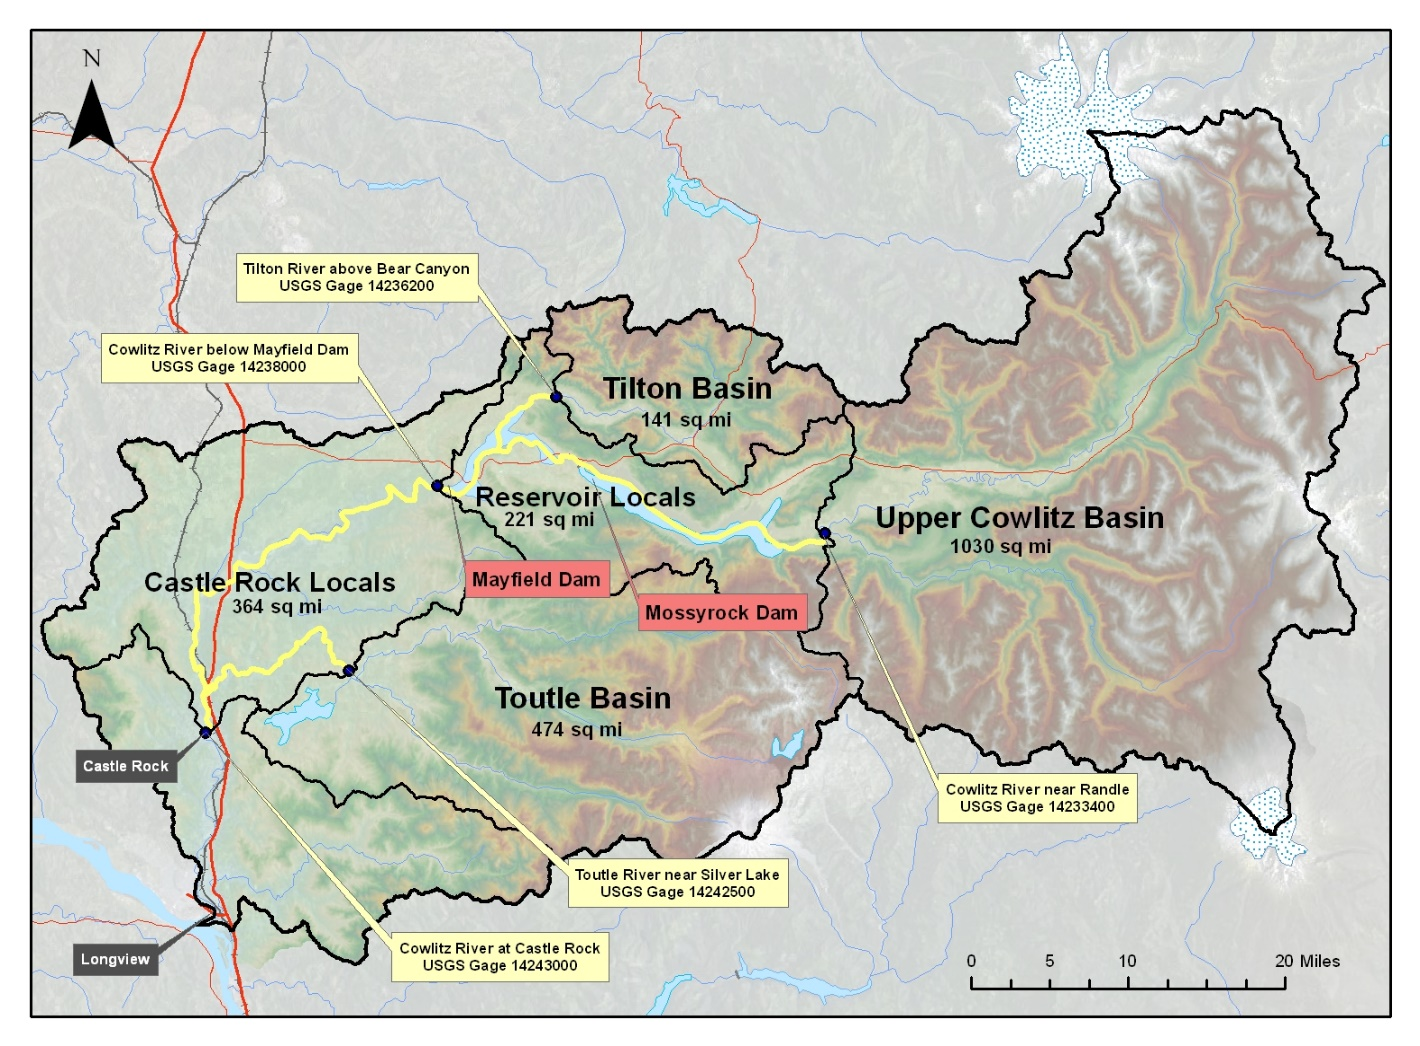 N
Tilton River above Bear Canyon
USGS Gage 14236200
Cowlitz River below Mayfield Dam
USGS Gage 14238000
Tilton Basin
141 sq mi
Reservoir Locals
221 sq mi
Upper Cowlitz Basin
1030 sq mi
Castle Rock Locals
364 sq mi
Mayfield Dam
Mossyrock Dam
Toutle Basin
474 sq mi
Castle Rock
Cowlitz River near Randle
USGS Gage 14233400
Toutle River near Silver Lake
USGS Gage 14242500
Cowlitz River at Castle Rock
USGS Gage 14243000
Longview
0 5 10 20 Miles